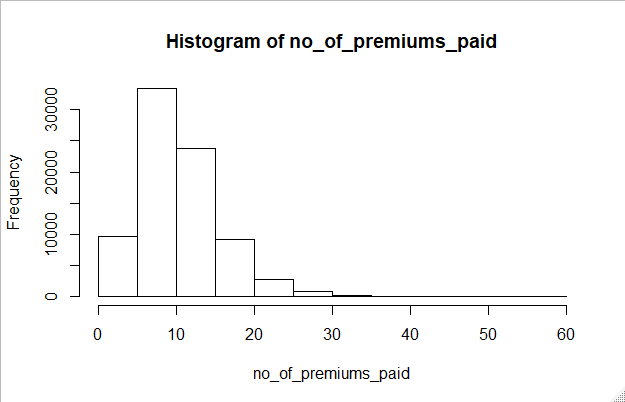 Histogram of no_of_premiums_paid
Frequency
30000
20000
10000
0
0 10 20 30 40 50 60
no_of_premiums_paid